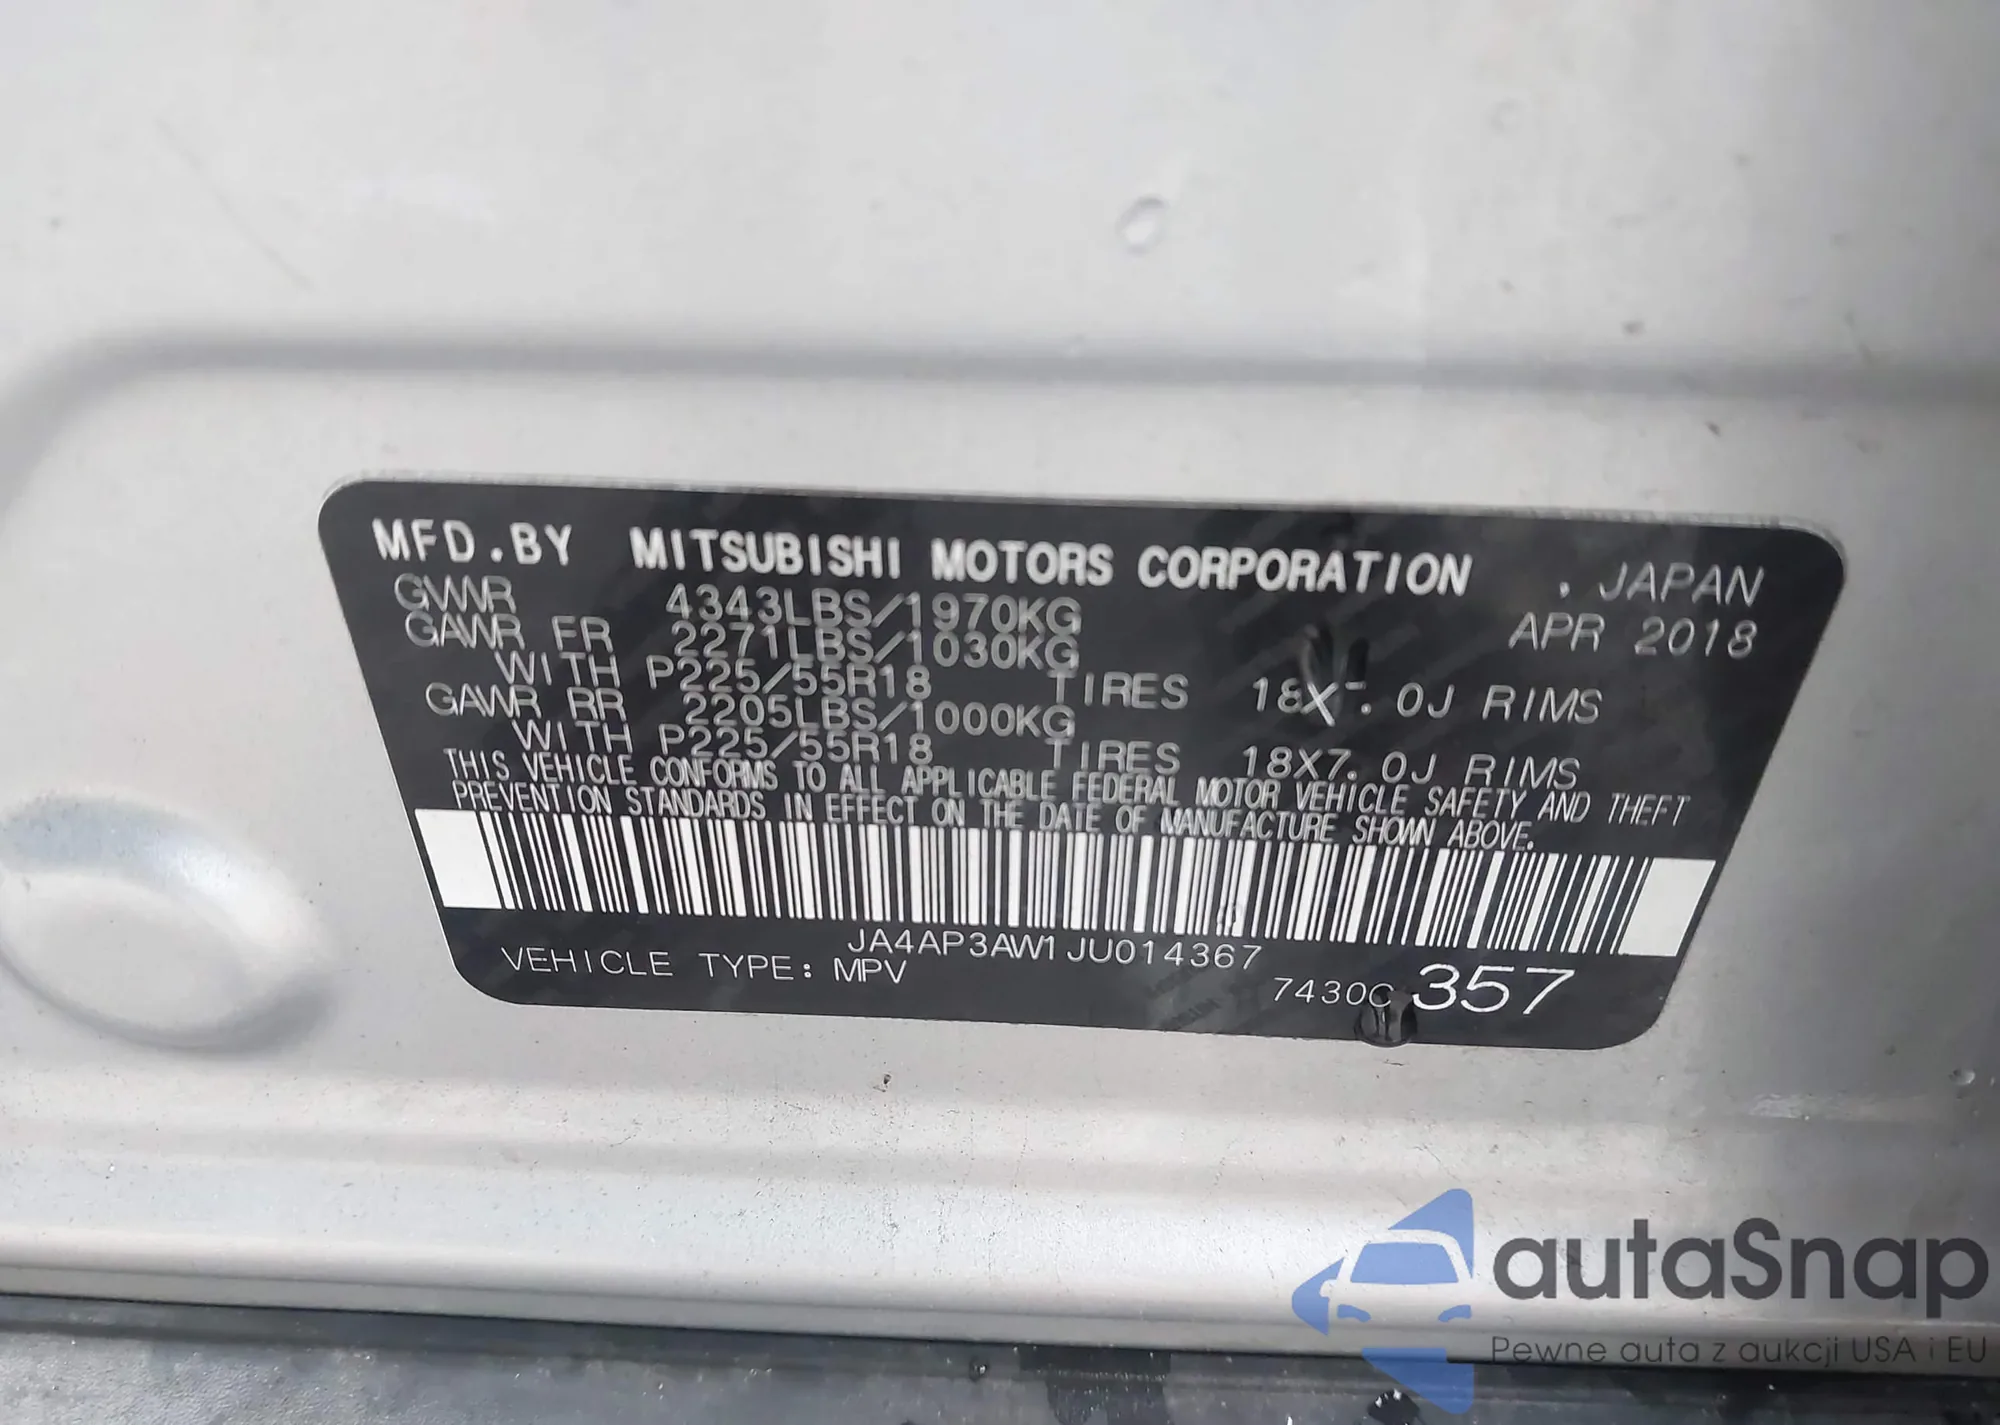 MFD.BY MITSUBISHI MOTORS CORPORATION . JAPAN
GVWR 4343LBS/1970KG APR 2018
GAWR FR 2271LBS/1030KG
WITH P225/55R18 TIRES 18X7.0J RIMS
GAWR RR 2205LBS/1000KG
WITH P225/55R18 TIRES 18X7.0J RIMS
THIS VEHICLE CONFORMS TO ALL APPLICABLE FEDERAL MOTOR VEHICLE SAFETY AND THEFT
PREVENTION STANDARDS IN EFFECT ON THE DATE OF MANUFACTURE SHOWN ABOVE.
JA4AP3AW1JU014367
VEHICLE TYPE: MPV
7430C 357
autaSnap
Pewne auta z aukcji USA i EU